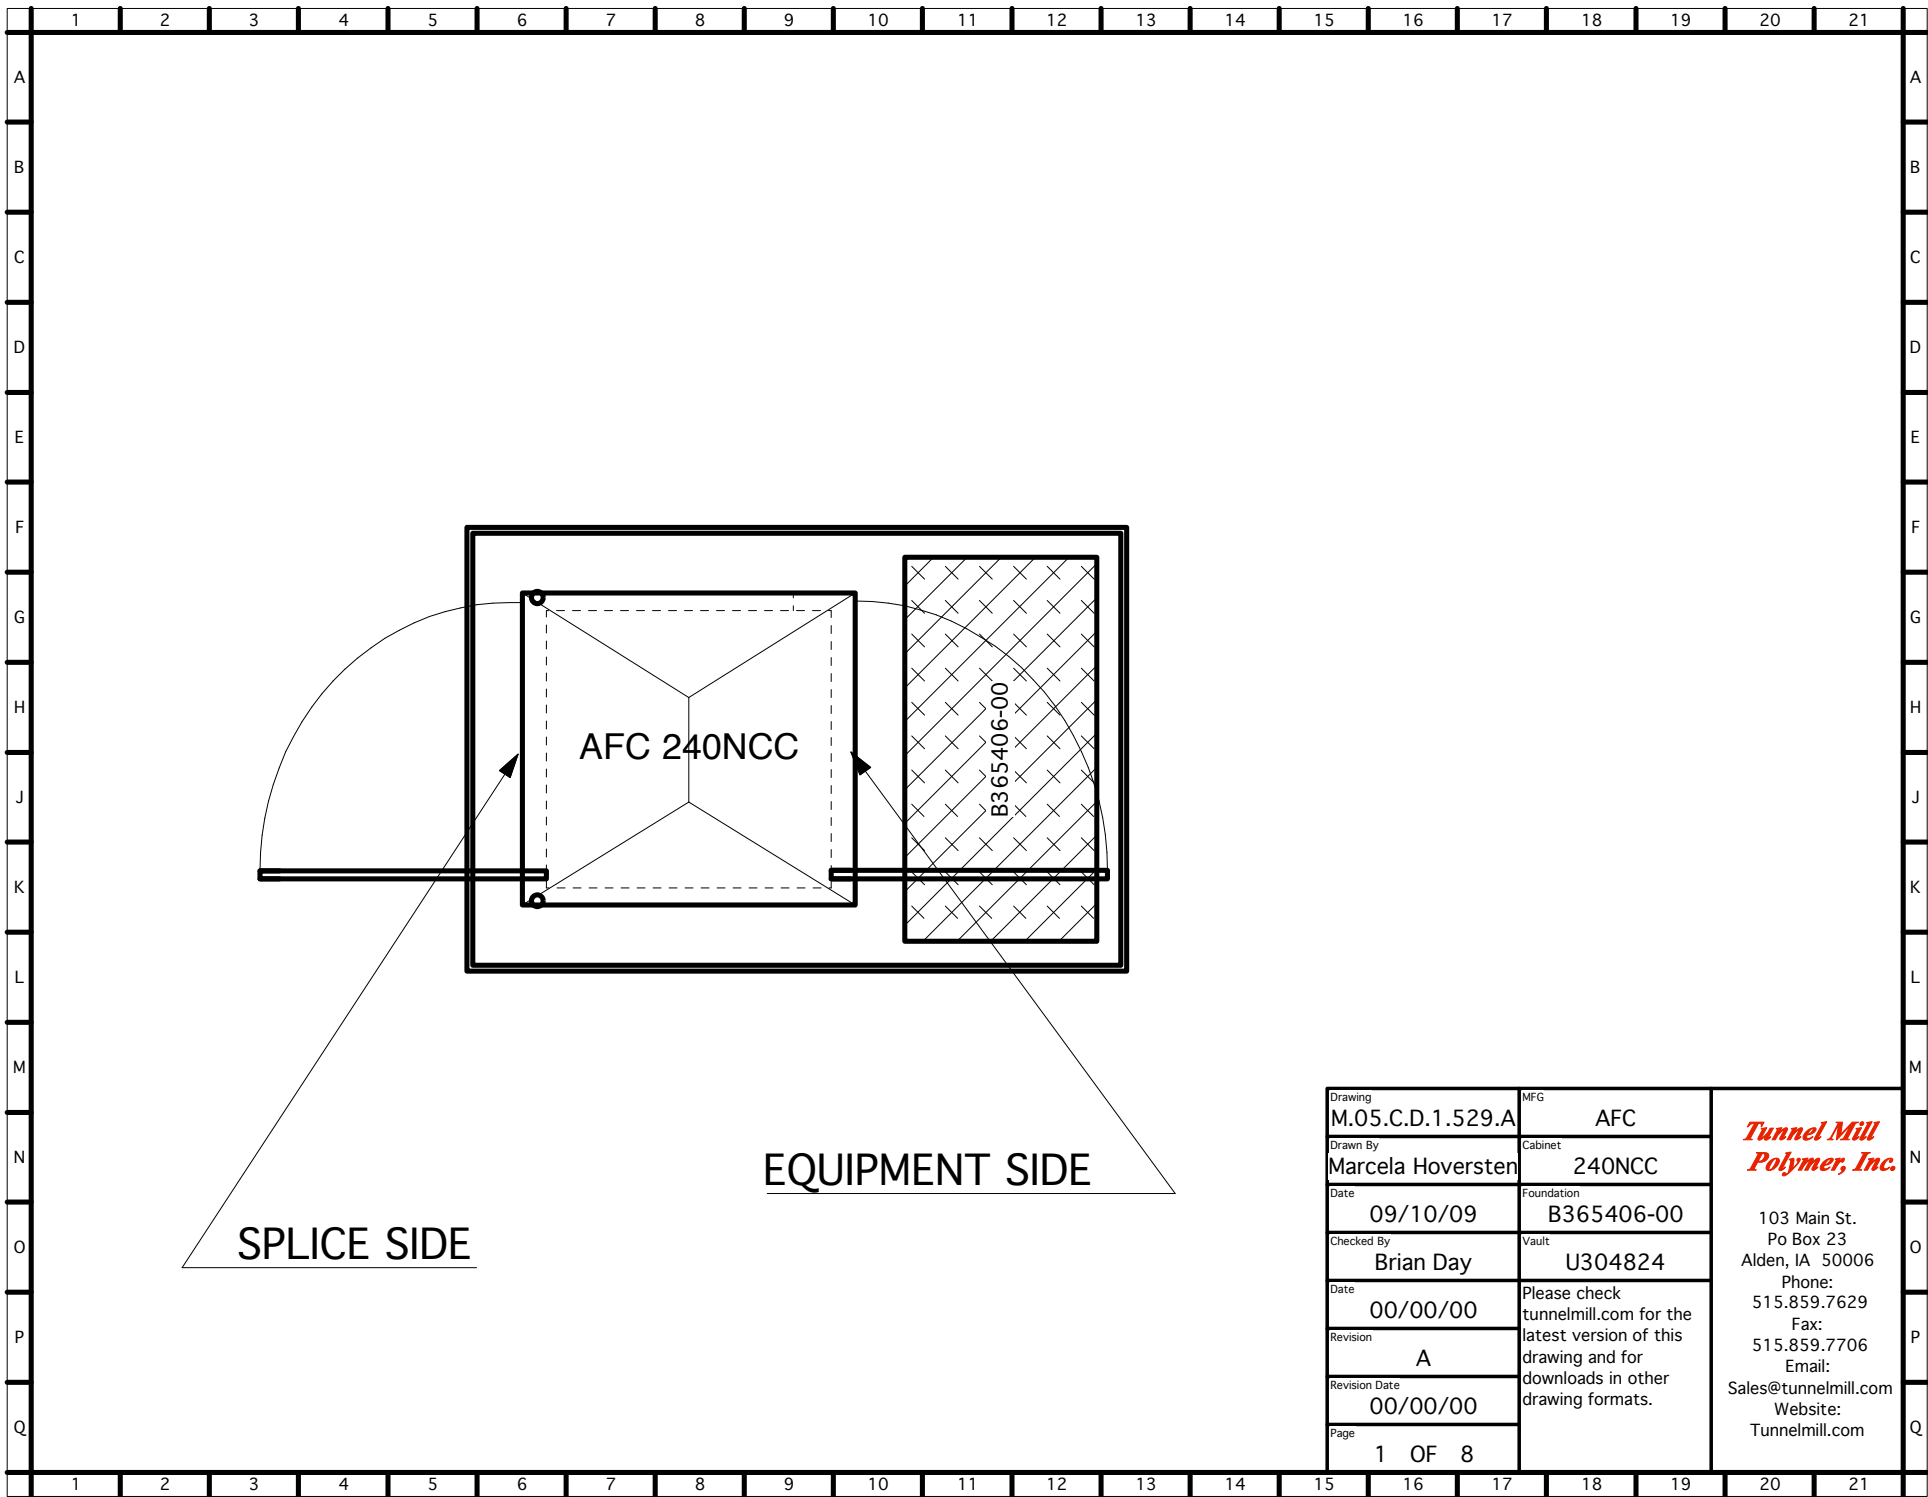 1 2 3 4 5 6 7 8 9 10 11 12 13 14 15 16 17 18 19 20 21
A A
B B
C C
D D
E E
F F
G G
H H
J J
K K
L L
M M
N N
O O
P P
Q Q
AFC 240NCC
B365406-00
SPLICE SIDE
EQUIPMENT SIDE
Drawing
M.05.C.D.1.529.A
Drawn By
Marcela Hoversten
Date
09/10/09
Checked By
Brian Day
Date
00/00/00
Revision
A
Revision Date
00/00/00
Page
1 OF 8
MFG
AFC
Cabinet
240NCC
Foundation
B365406-00
Vault
U304824
Please check
tunnelmill.com for the
latest version of this
drawing and for
downloads in other
drawing formats.
Tunnel Mill
Polymer, Inc.
103 Main St.
Po Box 23
Alden, IA 50006
Phone:
515.859.7629
Fax:
515.859.7706
Email:
Sales@tunnelmill.com
Website:
Tunnelmill.com
1 2 3 4 5 6 7 8 9 10 11 12 13 14 15 16 17 18 19 20 21